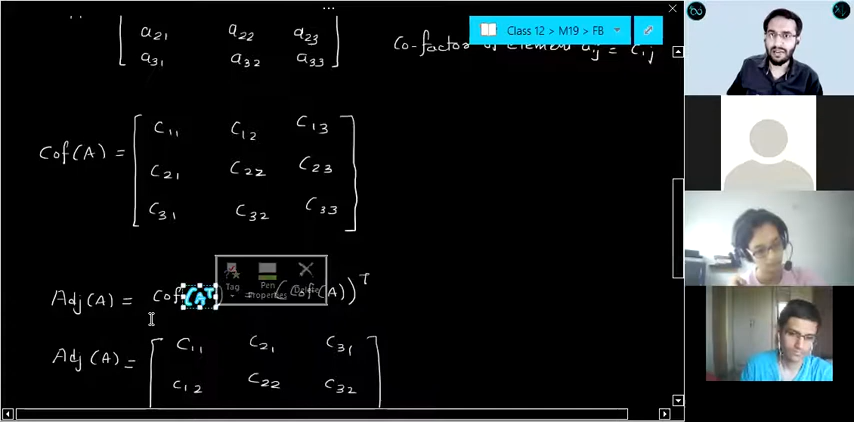 a21 a22 a23
Class 12 > M19 > FB
a31 a32 a33
Co-factor of element aij = Cij
C11 C12 C13
Cof(A) =
C21 C22 C23
C31 C32 C33
Tag
Pen Properties
Delete
Adj(A) = Cof(A^T) = (Cof(A))^T
C11 C21 C31
Adj(A) =
C12 C22 C32